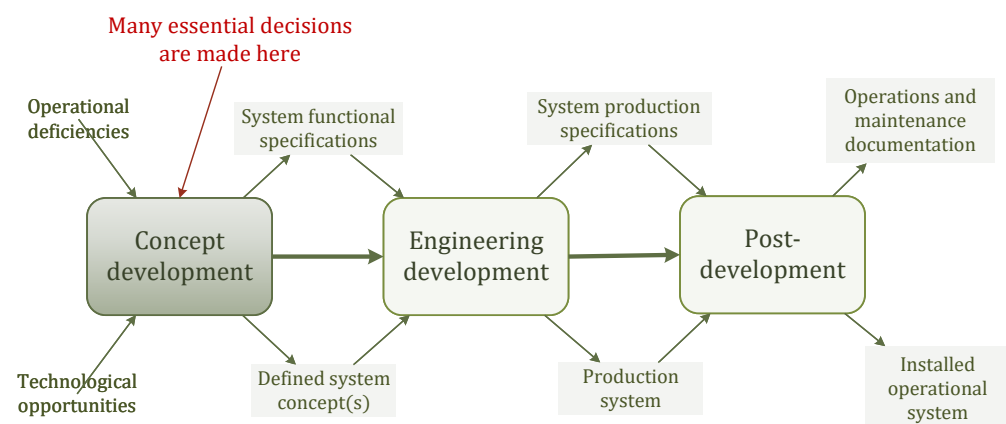 Many essential decisions
are made here
Operational
deficiencies
System functional
specifications
System production
specifications
Operations and
maintenance
documentation
Concept
development
Engineering
development
Post-
development
Technological
opportunities
Defined system
concept(s)
Production
system
Installed
operational
system